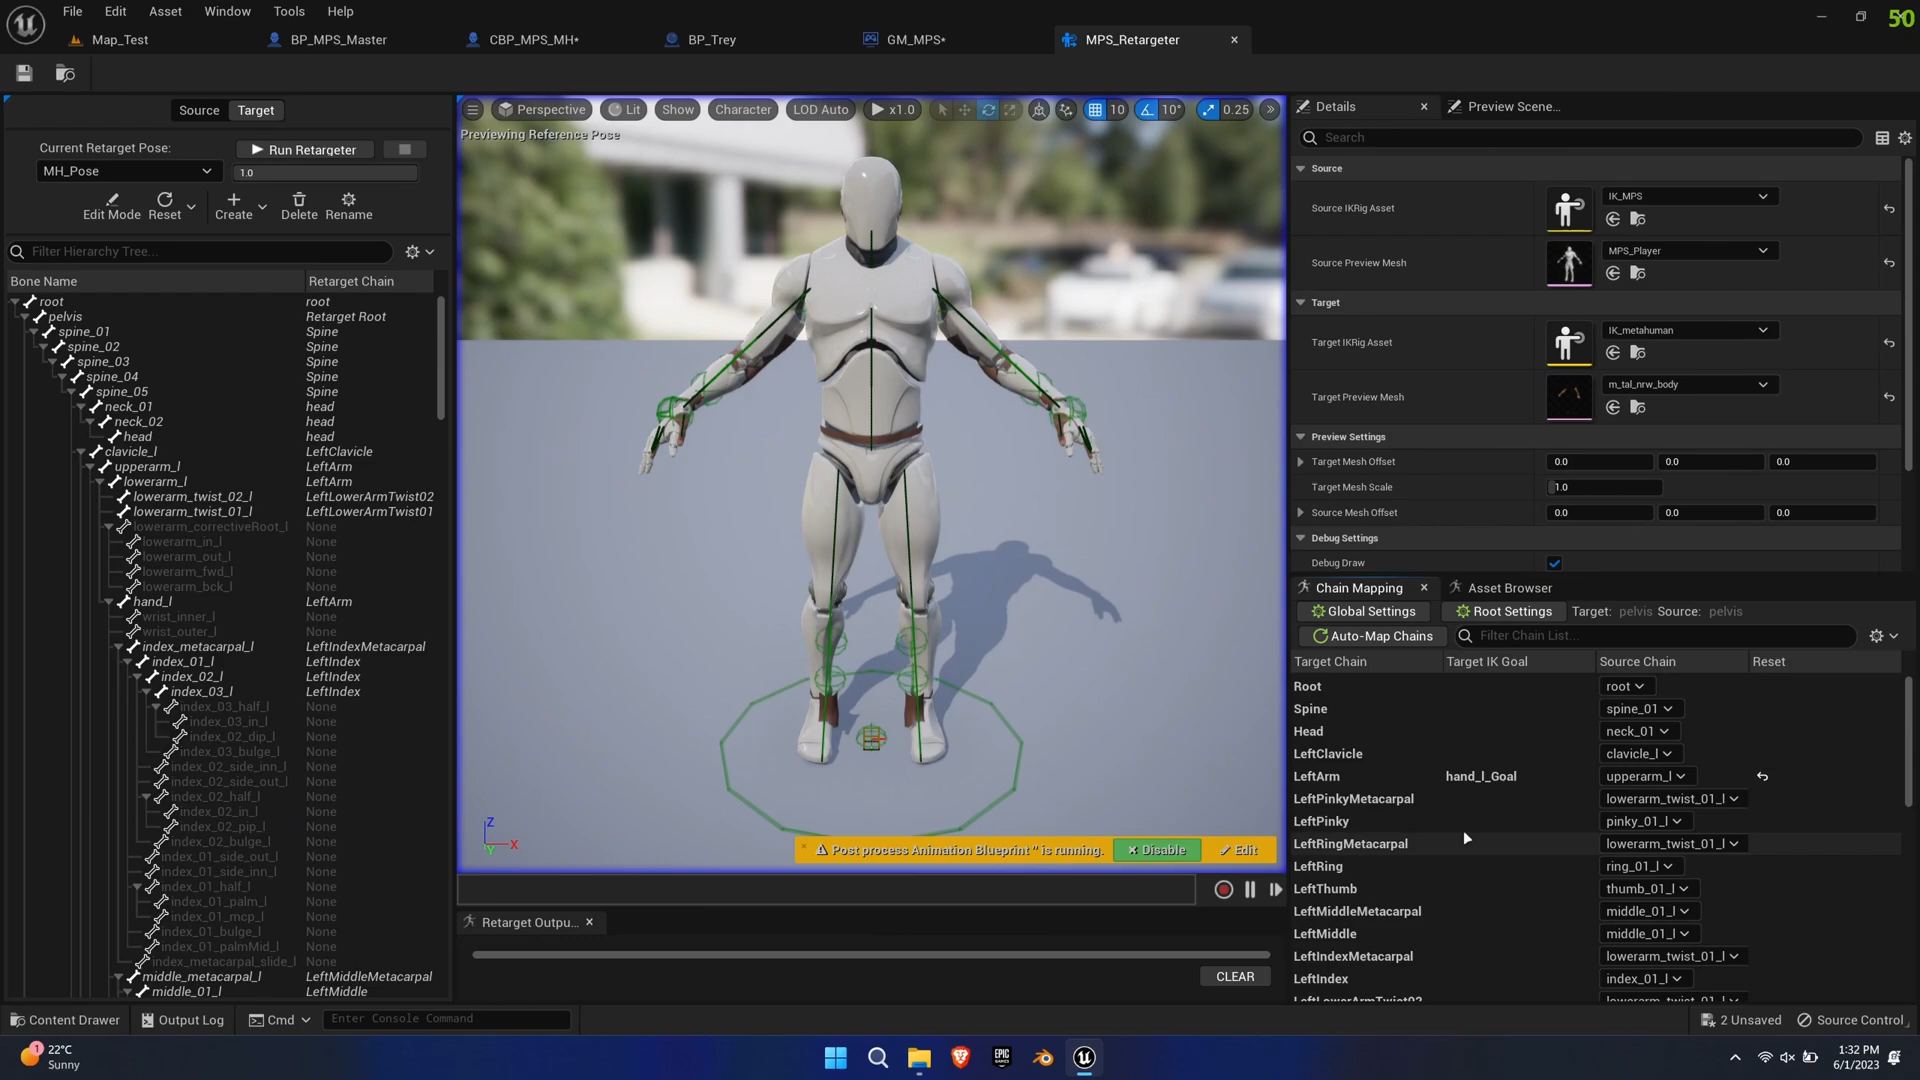 File Edit Asset Window Tools Help
50
Map_Test BP_MPS_Master CBP_MPS_MH* BP_Trey GM_MPS* MPS_Retargeter
Source Target
Current Retarget Pose: Run Retargeter
MH_Pose 1.0
Edit Mode Reset Create Delete Rename
Filter Hierarchy Tree...
Bone Name Retarget Chain
root root
pelvis Retarget Root
spine_01 Spine
spine_02 Spine
spine_03 Spine
spine_04 Spine
spine_05 Spine
neck_01 head
neck_02 head
head head
clavicle_l LeftClavicle
upperarm_l LeftArm
lowerarm_l LeftArm
lowerarm_twist_02_l LeftLowerArmTwist02
lowerarm_twist_01_l LeftLowerArmTwist01
lowerarm_correctiveRoot_l None
lowerarm_in_l None
lowerarm_out_l None
lowerarm_fwd_l None
lowerarm_bck_l None
hand_l LeftArm
wrist_inner_l None
wrist_outer_l None
index_metacarpal_l LeftIndexMetacarpal
index_01_l LeftIndex
index_02_l LeftIndex
index_03_l LeftIndex
index_03_half_l None
index_03_in_l None
index_02_dip_l None
index_03_bulge_l None
index_02_side_inn_l None
index_02_side_out_l None
index_02_half_l None
index_02_in_l None
index_02_pip_l None
index_02_bulge_l None
index_01_side_out_l None
index_01_side_inn_l None
index_01_half_l None
index_01_palm_l None
index_01_mcp_l None
index_01_bulge_l None
index_01_palmMid_l None
index_metacarpal_slide_l None
middle_metacarpal_l LeftMiddleMetacarpal
middle_01_l LeftMiddle
Perspective Lit Show Character LOD Auto x1.0 10 10° 0.25
Previewing Reference Pose
Z
X
Y
Post process Animation Blueprint '' is running. Disable Edit
Retarget Outpu...
CLEAR
Details Preview Scene...
Search
Source
Source IKRig Asset IK_MPS
Source Preview Mesh MPS_Player
Target
Target IKRig Asset IK_metahuman
Target Preview Mesh m_tal_nrw_body
Preview Settings
Target Mesh Offset 0.0 0.0 0.0
Target Mesh Scale 1.0
Source Mesh Offset 0.0 0.0 0.0
Debug Settings
Debug Draw
Chain Mapping Asset Browser
Global Settings Root Settings Target: pelvis Source: pelvis
Auto-Map Chains Filter Chain List...
Target Chain Target IK Goal Source Chain Reset
Root root
Spine spine_01
Head neck_01
LeftClavicle clavicle_l
LeftArm hand_l_Goal upperarm_l
LeftPinkyMetacarpal lowerarm_twist_01_l
LeftPinky pinky_01_l
LeftRingMetacarpal lowerarm_twist_01_l
LeftRing ring_01_l
LeftThumb thumb_01_l
LeftMiddleMetacarpal middle_01_l
LeftMiddle middle_01_l
LeftIndexMetacarpal lowerarm_twist_01_l
LeftIndex index_01_l
LeftLowerArmTwist02 lowerarm_twist_01_l
Content Drawer Output Log Cmd Enter Console Command 2 Unsaved Source Control
1 22°C
Sunny
EPIC GAMES
1:32 PM
6/1/2023